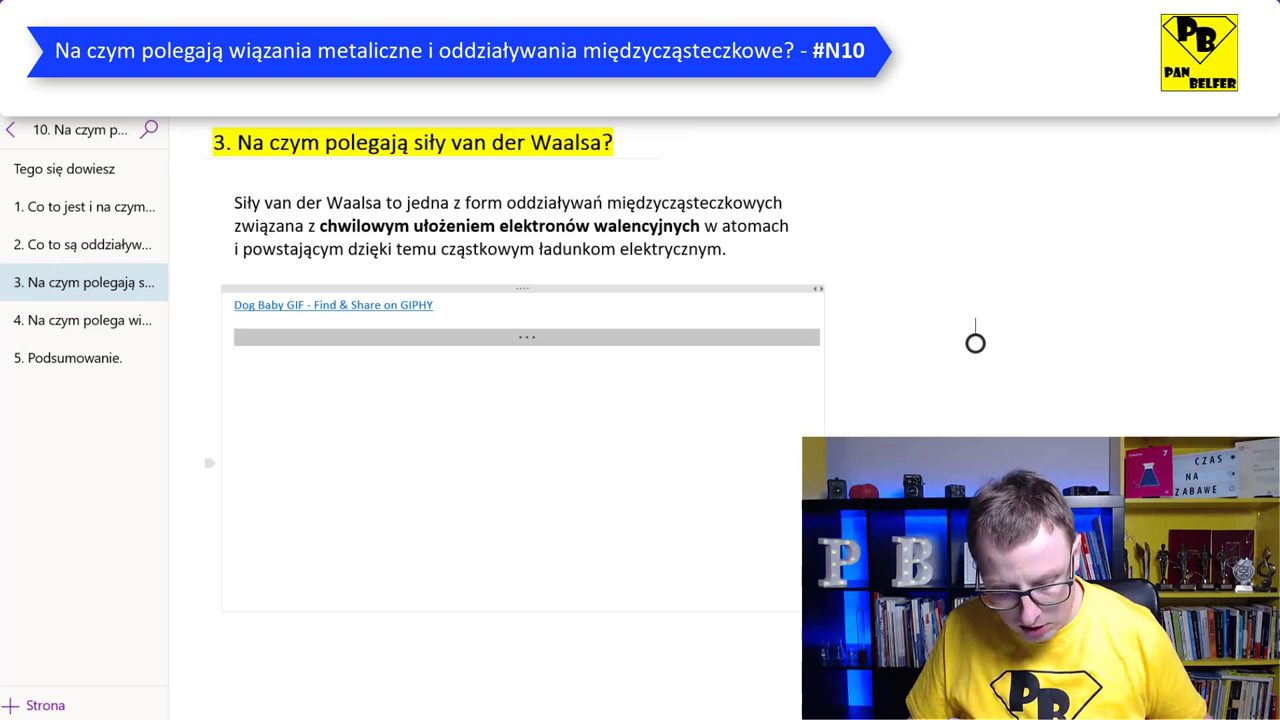 Na czym polegają wiązania metaliczne i oddziaływania międzycząsteczkowe? - #N10
PB
PAN
BELFER
10. Na czym p...
Tego się dowiesz
1. Co to jest i na czym...
2. Co to są oddziaływ...
3. Na czym polegają s...
4. Na czym polega wi...
5. Podsumowanie.
Strona
3. Na czym polegają siły van der Waalsa?
Siły van der Waalsa to jedna z form oddziaływań międzycząsteczkowych
związana z chwilowym ułożeniem elektronów walencyjnych w atomach
i powstającym dzięki temu cząstkowym ładunkom elektrycznym.
Dog Baby GIF - Find & Share on GIPHY
7
CZAS
NA
ZABAWE
P B
PB